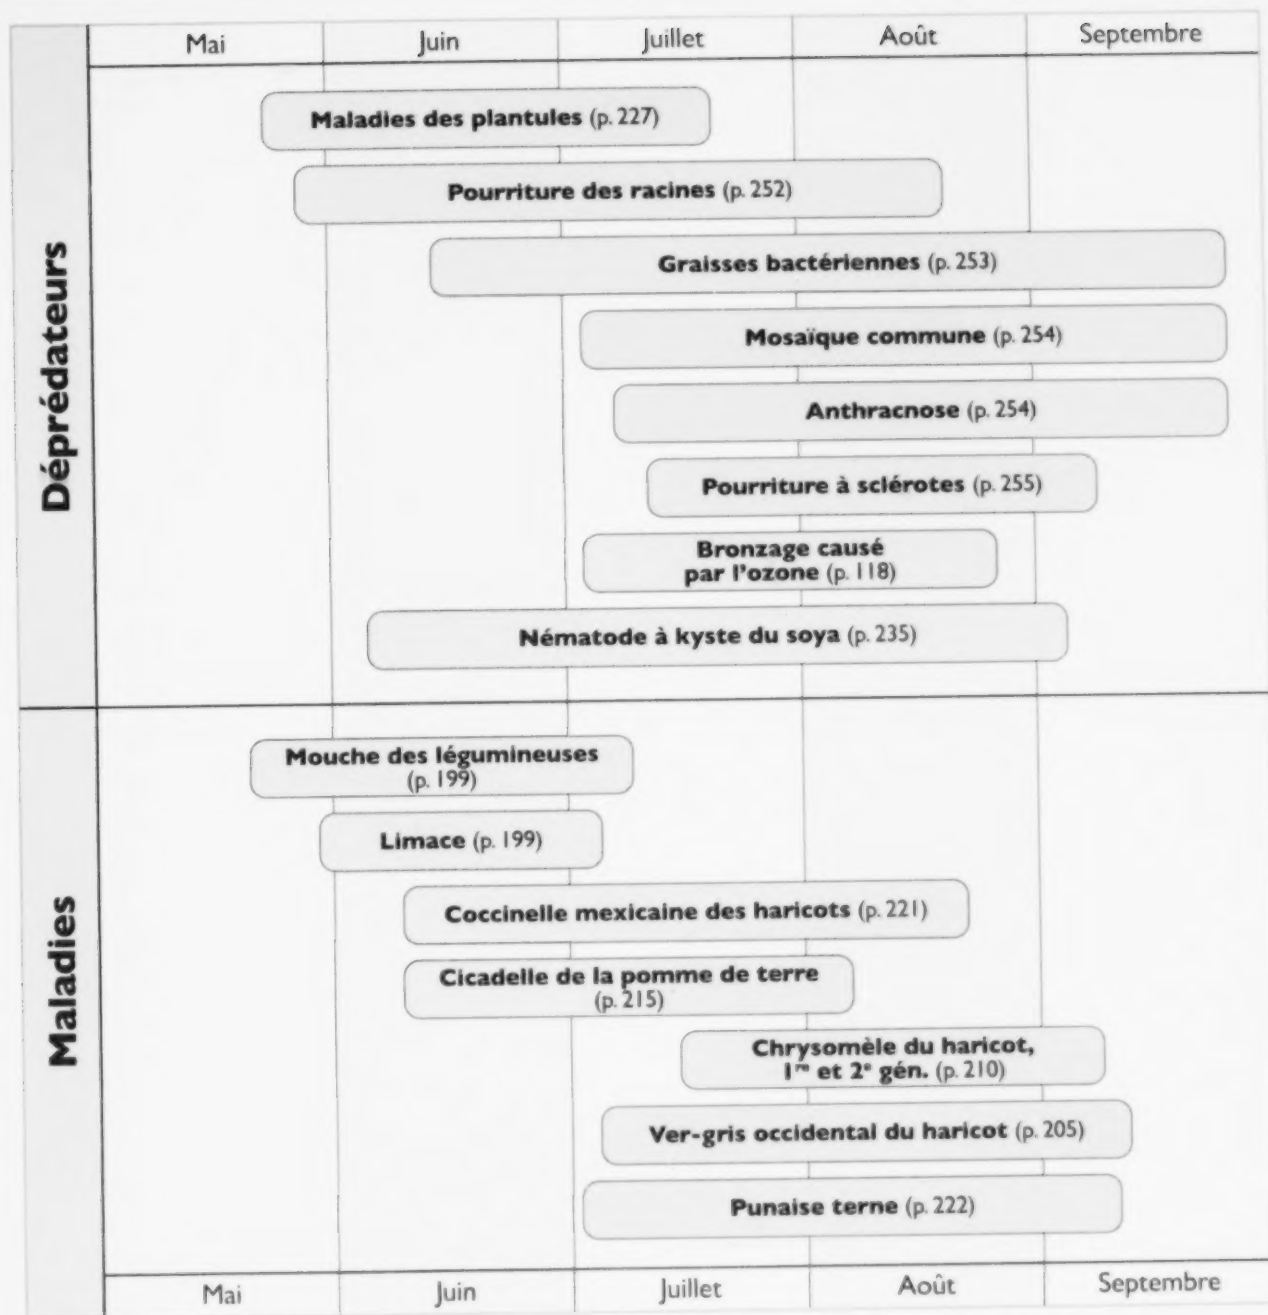 Mai Juin Juillet Août Septembre
Déprédateurs
Maladies des plantules (p. 227)
Pourriture des racines (p. 252)
Graisses bactériennes (p. 253)
Mosaïque commune (p. 254)
Anthracnose (p. 254)
Pourriture à sclérotes (p. 255)
Bronzage causé
par l’ozone (p. 118)
Nématode à kyste du soya (p. 235)
Maladies
Mouche des légumineuses
(p. 199)
Limace (p. 199)
Coccinelle mexicaine des haricots (p. 221)
Cicadelle de la pomme de terre
(p. 215)
Chrysomèle du haricot,
1re et 2e gén. (p. 210)
Ver-gris occidental du haricot (p. 205)
Punaise terne (p. 222)
Mai Juin Juillet Août Septembre